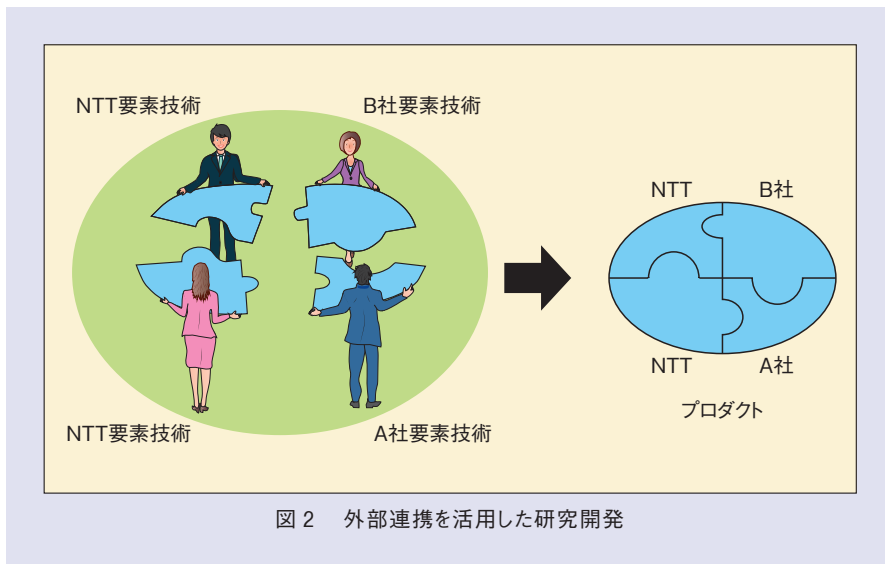 NTT要素技術
B社要素技術
NTT要素技術
A社要素技術
NTT
B社
NTT
A社
プロダクト
図2 外部連携を活用した研究開発